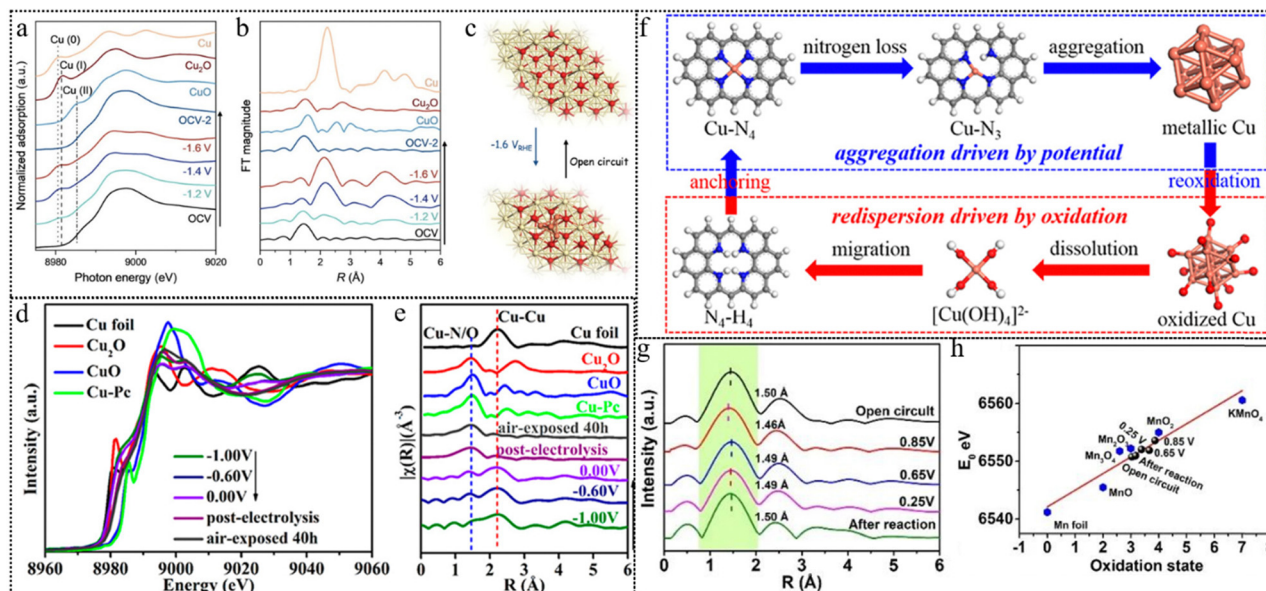 a
Normalized adsorption (a.u.)
Cu (0)
Cu (I)
Cu (II)
Cu
Cu₂O
CuO
OCV-2
-1.6 V
-1.4 V
-1.2 V
OCV
8980 9000 9020
Photon energy (eV)
b
FT magnitude
Cu
Cu₂O
CuO
OCV-2
-1.6 V
-1.4 V
-1.2 V
OCV
0 1 2 3 4 5 6
R (Å)
c
-1.6 V_RHE
Open circuit
d
Intensity (a.u.)
Cu foil
Cu₂O
CuO
Cu-Pc
-1.00V
-0.60V
0.00V
post-electrolysis
air-exposed 40h
8960 8980 9000 9020 9040 9060
Energy (eV)
e
|χ(R)|(Å⁻³)
Cu-N/O
Cu-Cu
Cu foil
Cu₂O
CuO
Cu-Pc
air-exposed 40h
post-electrolysis
0.00V
-0.60V
-1.00V
0 1 2 3 4 5 6
R (Å)
f
nitrogen loss
aggregation
Cu-N₄
Cu-N₃
metallic Cu
aggregation driven by potential
anchoring
reoxidation
redispersion driven by oxidation
migration
dissolution
N₄-H₄
[Cu(OH)₄]²⁻
oxidized Cu
g
Intensity (a.u.)
1.50 Å
Open circuit
1.46Å
0.85V
1.49 Å
0.65V
1.49 Å
0.25V
1.50 Å
After reaction
0 1 2 3 4 5 6
R (Å)
h
E₀ eV
6560
6550
6540
KMnO₄
MnO₂
Mn₂O₃
0.25 V
0.85 V
0.65 V
Mn₃O₄
After reaction
Open circuit
MnO
Mn foil
-1 0 1 2 3 4 5 6 7 8
Oxidation state